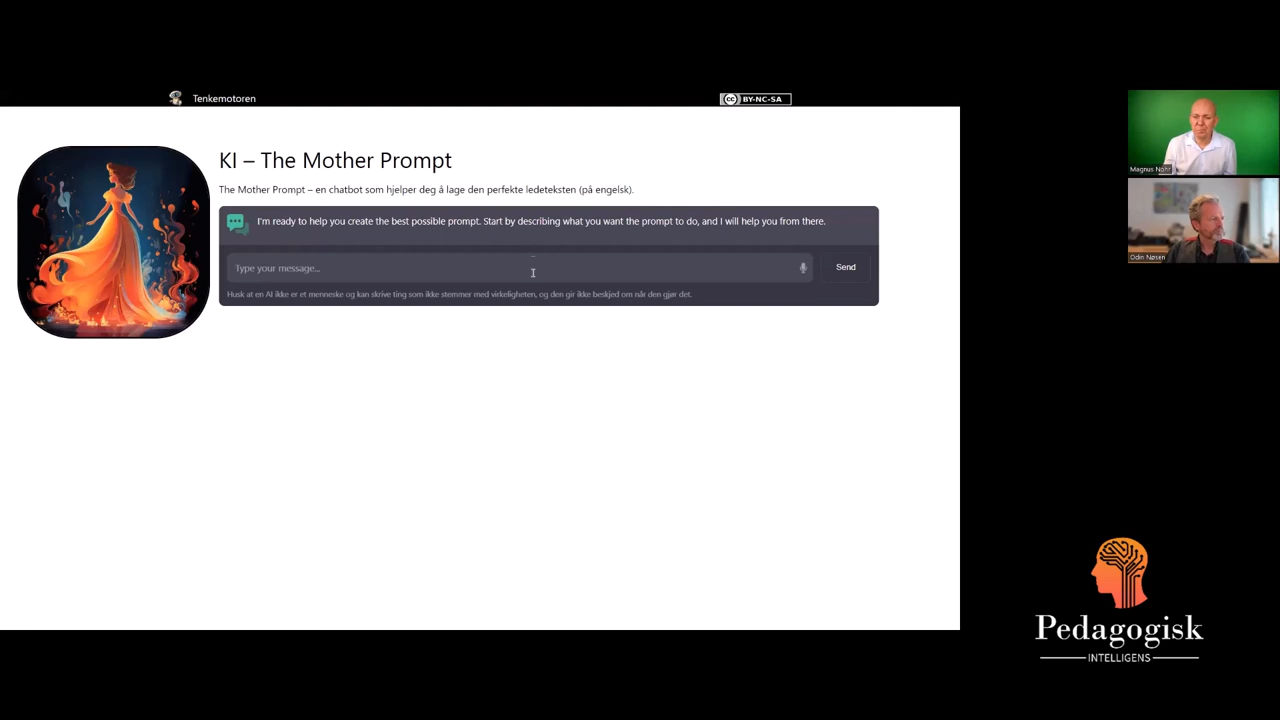 Tenkemotoren
CC BY-NC-SA
KI – The Mother Prompt
The Mother Prompt – en chatbot som hjelper deg å lage den perfekte ledeteksten (på engelsk).
I'm ready to help you create the best possible prompt. Start by describing what you want the prompt to do, and I will help you from there.
Type your message...
Send
Husk at en AI ikke er et menneske og kan skrive ting som ikke stemmer med virkeligheten, og den gir ikke beskjed om når den gjør det.
Magnus Nohr
Odin Nøsen
Pedagogisk
INTELLIGENS